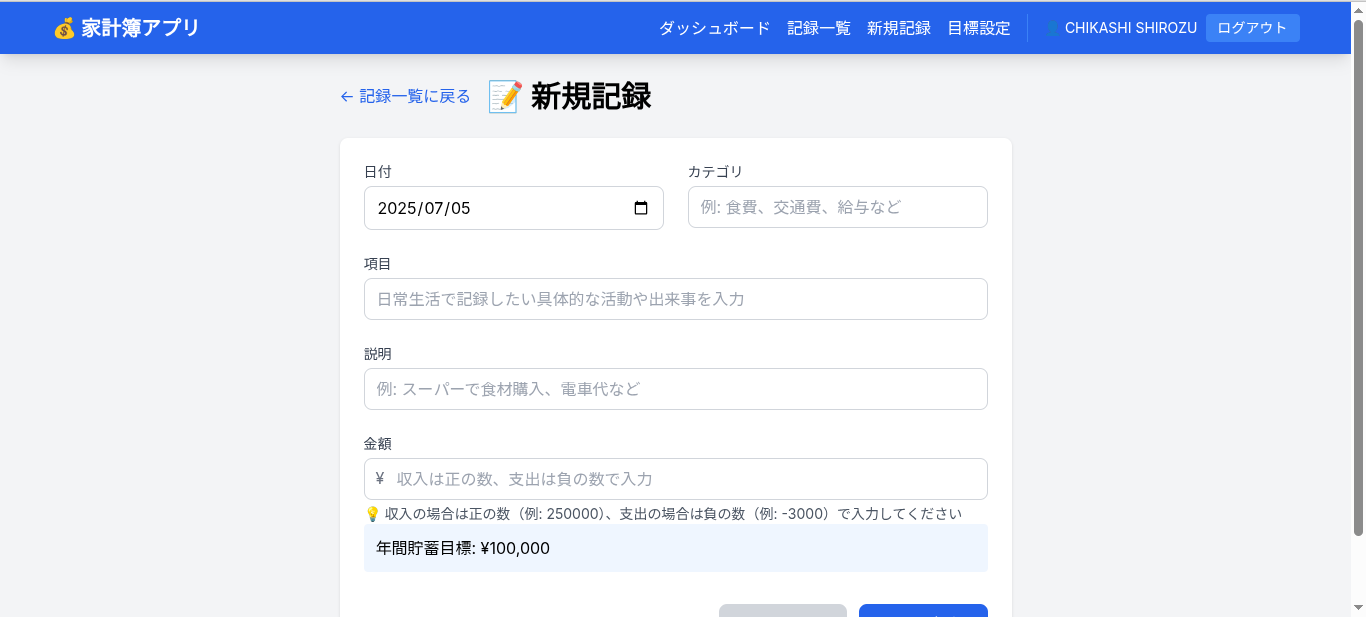 💰 家計簿アプリ
ダッシュボード 記録一覧 新規記録 目標設定 👤 CHIKASHI SHIROZU ログアウト
← 記録一覧に戻る 📝 新規記録
日付 カテゴリ
2025/07/05 例: 食費、交通費、給与など
項目
日常生活で記録したい具体的な活動や出来事を入力
説明
例: スーパーで食材購入、電車代など
金額
¥ 収入は正の数、支出は負の数で入力
💡 収入の場合は正の数（例: 250000）、支出の場合は負の数（例: -3000）で入力してください
年間貯蓄目標: ¥100,000